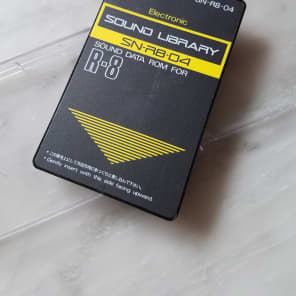 SN-R8-04
Electronic
SOUND LIBRARY
SN-R8-04
SOUND DATA ROM FOR
R-8
• Gently insert with this side facing upward.